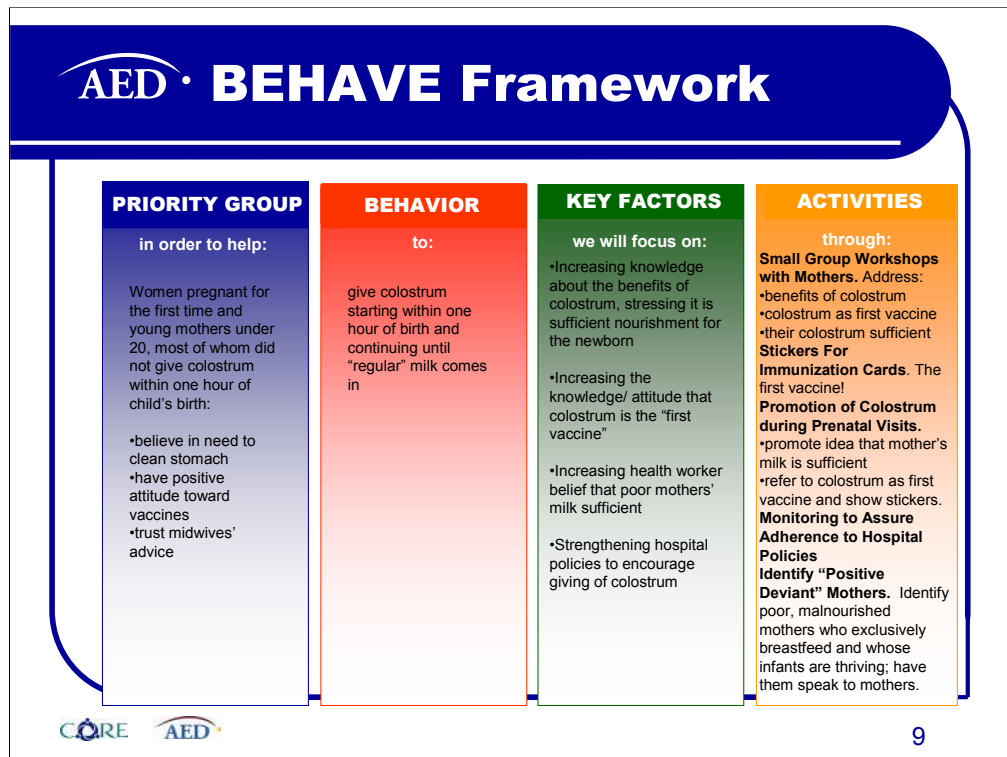 AED BEHAVE Framework
PRIORITY GROUP
in order to help:
Women pregnant for
the first time and
young mothers under
20, most of whom did
not give colostrum
within one hour of
child's birth:
•believe in need to
clean stomach
•have positive
attitude toward
vaccines
•trust midwives'
advice
BEHAVIOR
to:
give colostrum
starting within one
hour of birth and
continuing until
"regular" milk comes
in
KEY FACTORS
we will focus on:
•Increasing knowledge
about the benefits of
colostrum, stressing it is
sufficient nourishment for
the newborn
•Increasing the
knowledge/ attitude that
colostrum is the "first
vaccine"
•Increasing health worker
belief that poor mothers'
milk sufficient
•Strengthening hospital
policies to encourage
giving of colostrum
ACTIVITIES
through:
Small Group Workshops
with Mothers. Address:
•benefits of colostrum
•colostrum as first vaccine
•their colostrum sufficient
Stickers For
Immunization Cards. The
first vaccine!
Promotion of Colostrum
during Prenatal Visits.
•promote idea that mother's
milk is sufficient
•refer to colostrum as first
vaccine and show stickers.
Monitoring to Assure
Adherence to Hospital
Policies
Identify "Positive
Deviant" Mothers. Identify
poor, malnourished
mothers who exclusively
breastfeed and whose
infants are thriving; have
them speak to mothers.
CORE AED
9